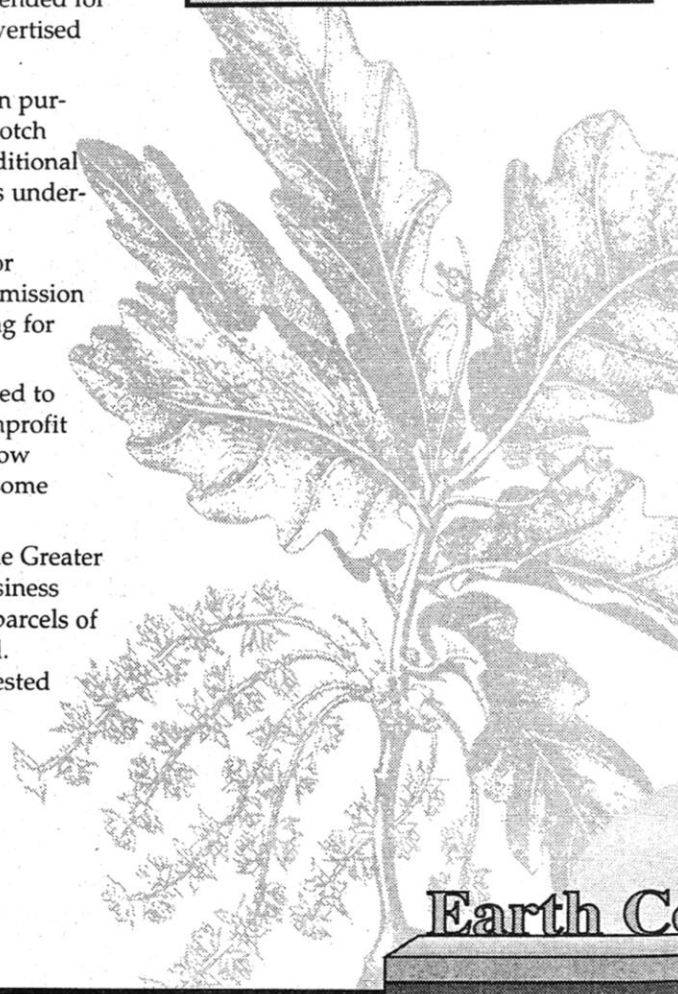 ended for
vertised
n pur-
otch
ditional
s under-
or
mission
g for
ed to
nprofit
ow
ome
e Greater
siness
parcels of
l.
ested
Earth Co